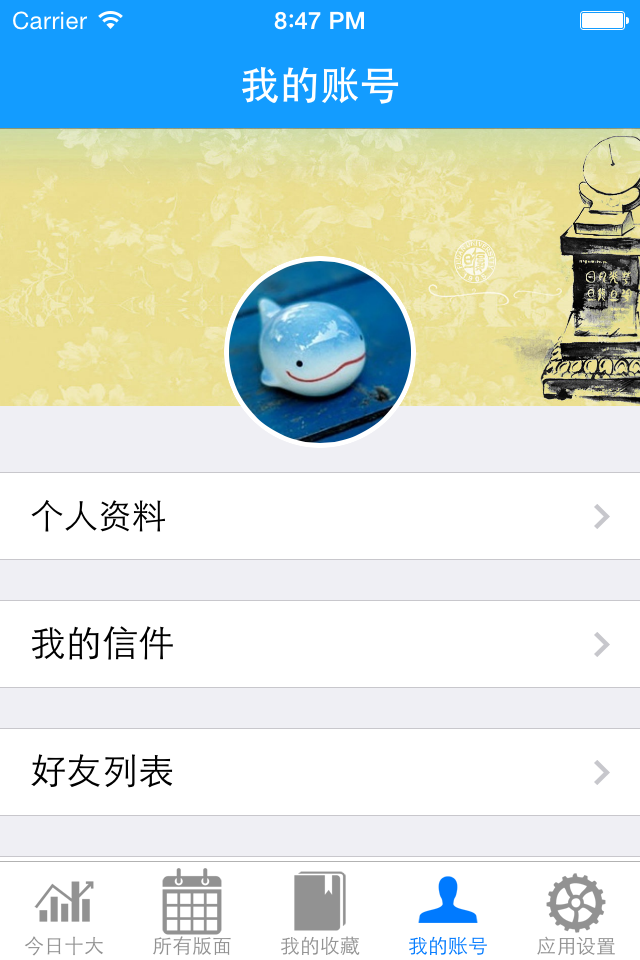 Carrier
8:47 PM
我的账号
个人资料
我的信件
好友列表
今日十大
所有版面
我的收藏
我的账号
应用设置